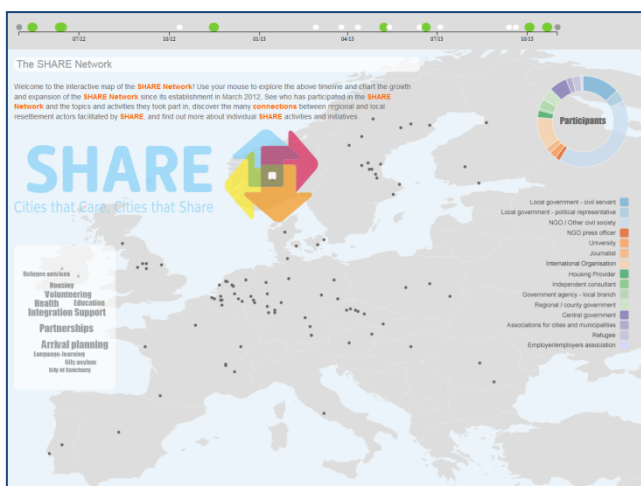 07/12
10/12
01/13
04/13
07/13
10/13
The SHARE Network
Welcome to the interactive map of the SHARE Network! Use your mouse to explore the above timeline and chart the growth
and expansion of the SHARE Network since its establishment in March 2012. See who has participated in the SHARE
Network and the topics and activities they took part in, discover the many connections between regional and local
resettlement actors facilitated by SHARE, and find out more about individual SHARE activities and initiatives.
Participants
SHARE
Cities that Care, Cities that Share
Local government - civil servant
Local government - political representative
NGO / Other civil society
NGO press officer
University
Journalist
International Organisation
Housing Provider
Independent consultant
Government agency - local branch
Regional / county government
Central government
Associations for cities and municipalities
Refugee
Employer/employers association
Refugee services
Housing
Volunteering
Health Education
Integration Support
Partnerships
Arrival planning
Language learning
City asylum
City of Sanctuary